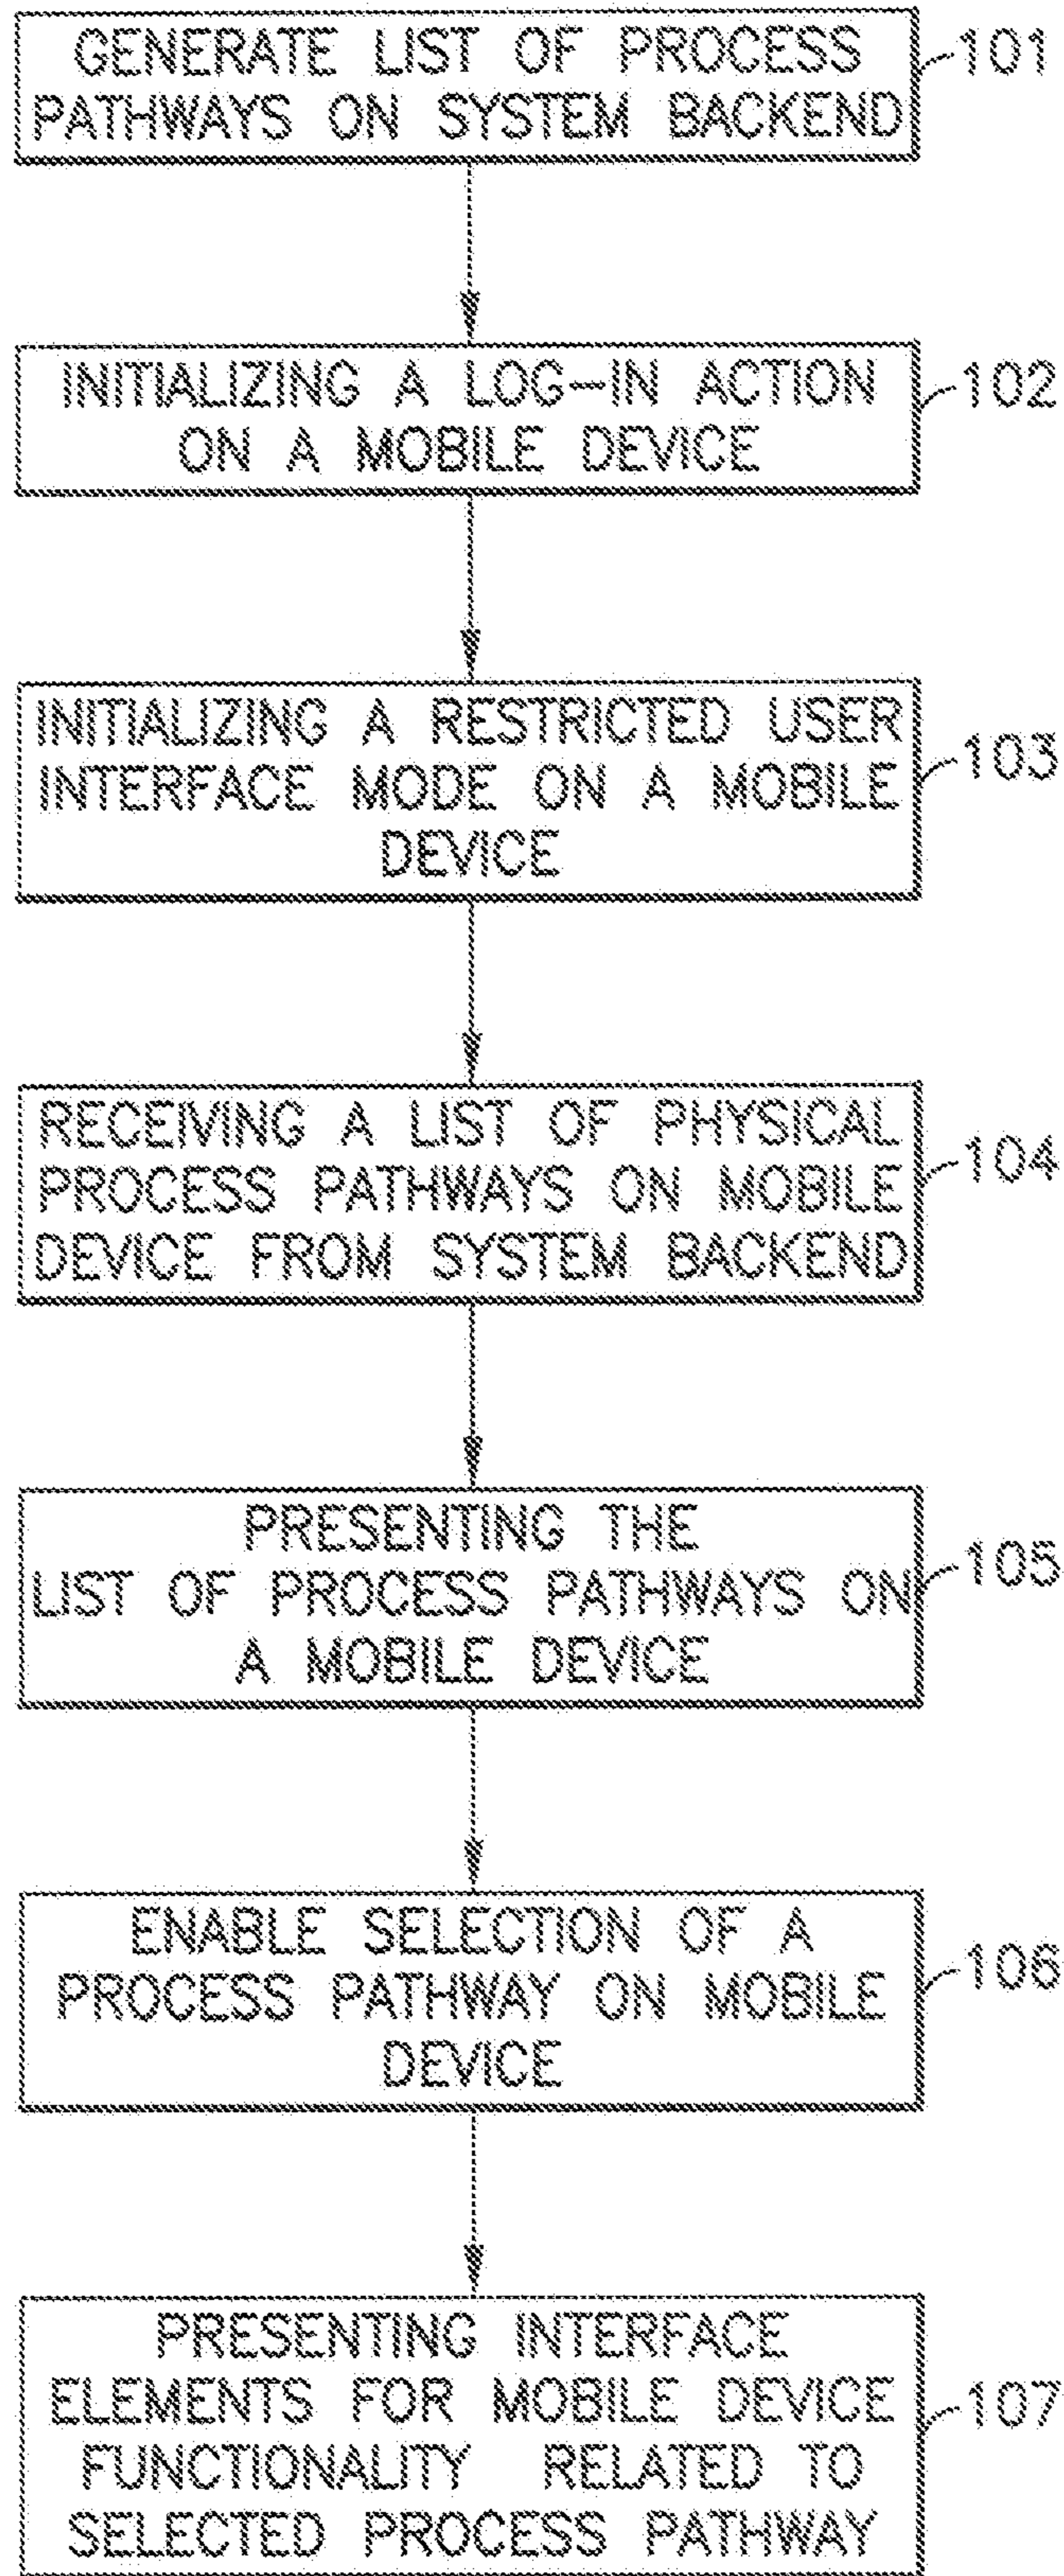 GENERATE LIST OF PROCESS
PATHWAYS ON SYSTEM BACKEND
101
INITIALIZING A LOG-IN ACTION
ON A MOBILE DEVICE
102
INITIALIZING A RESTRICTED USER
INTERFACE MODE ON A MOBILE
DEVICE
103
RECEIVING A LIST OF PHYSICAL
PROCESS PATHWAYS ON MOBILE
DEVICE FROM SYSTEM BACKEND
104
PRESENTING THE
LIST OF PROCESS PATHWAYS ON
A MOBILE DEVICE
105
ENABLE SELECTION OF A
PROCESS PATHWAY ON MOBILE
DEVICE
106
PRESENTING INTERFACE
ELEMENTS FOR MOBILE DEVICE
FUNCTIONALITY RELATED TO
SELECTED PROCESS PATHWAY
107